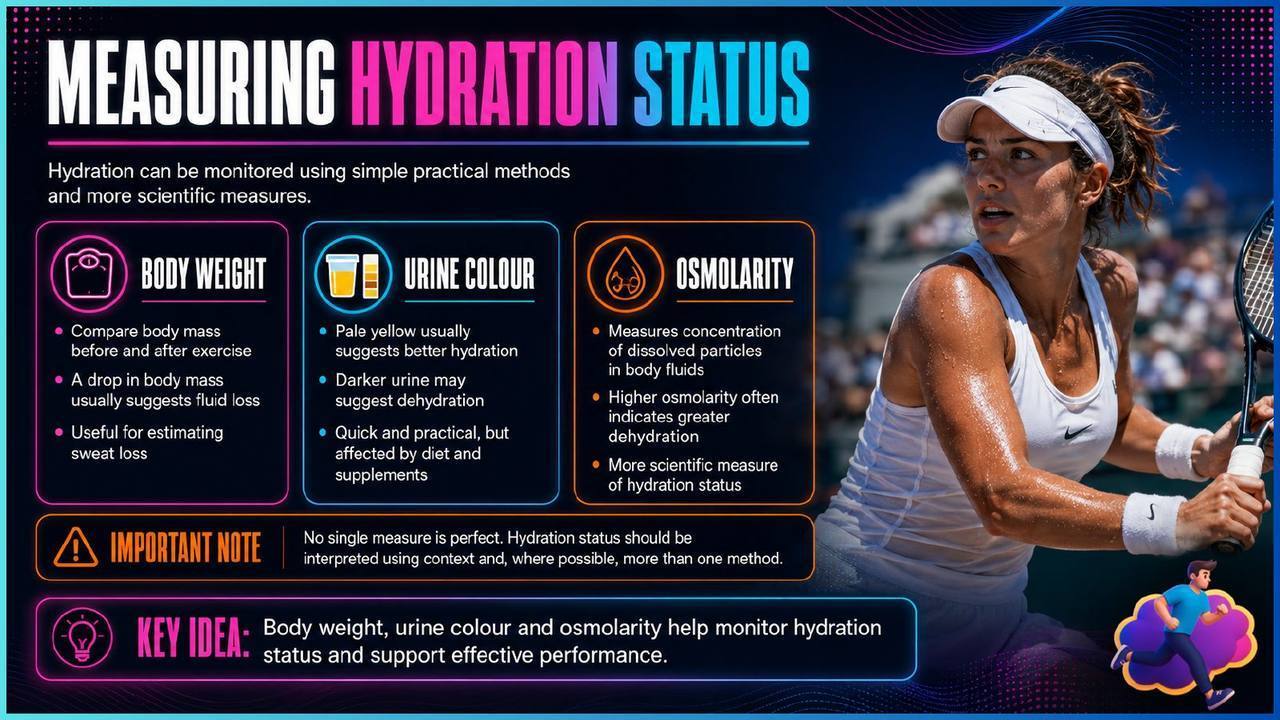 MEASURING HYDRATION STATUS
Hydration can be monitored using simple practical methods
and more scientific measures.
BODY WEIGHT
Compare body mass
before and after exercise
A drop in body mass
usually suggests fluid loss
Useful for estimating
sweat loss
URINE COLOUR
Pale yellow usually
suggests better hydration
Darker urine may
suggest dehydration
Quick and practical, but
affected by diet and
supplements
OSMOLARITY
Measures concentration
of dissolved particles
in body fluids
Higher osmolarity often
indicates greater
dehydration
More scientific measure
of hydration status
IMPORTANT NOTE
No single measure is perfect. Hydration status should be
interpreted using context and, where possible, more than one method.
KEY IDEA:
Body weight, urine colour and osmolarity help monitor hydration
status and support effective performance.